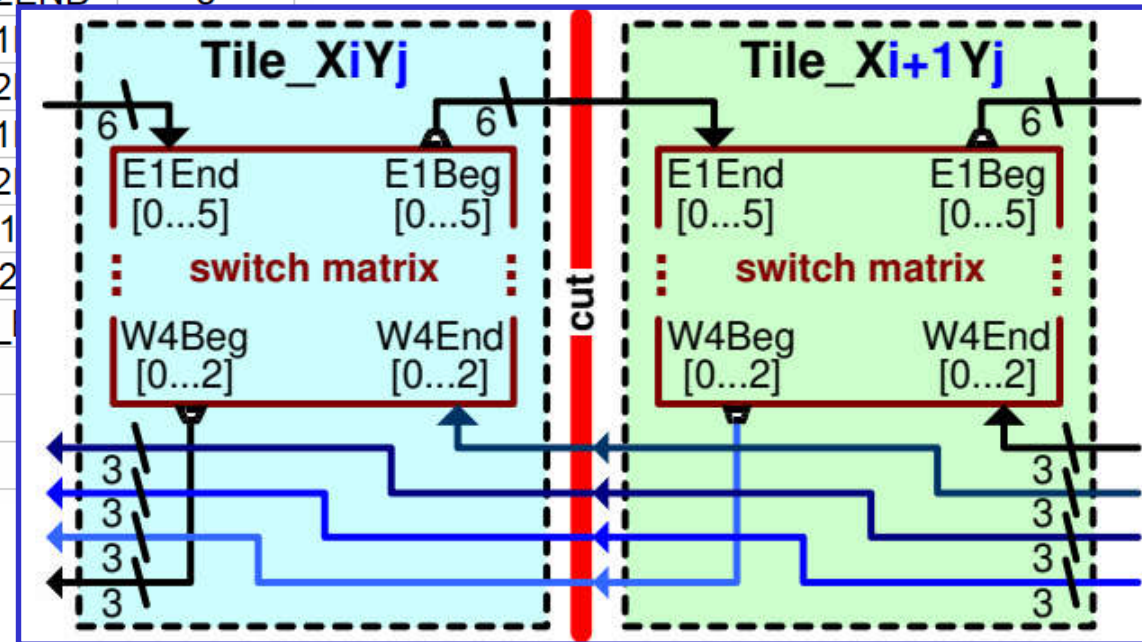 Tile_XiYj
Tile_Xi+1Yj
6
6
6
E1End
E1Beg
E1End
E1Beg
[0...5]
[0...5]
[0...5]
[0...5]
switch matrix
cut
switch matrix
W4Beg
W4End
W4Beg
W4End
[0...2]
[0...2]
[0...2]
[0...2]
3
3
3
3
3
3
3
3